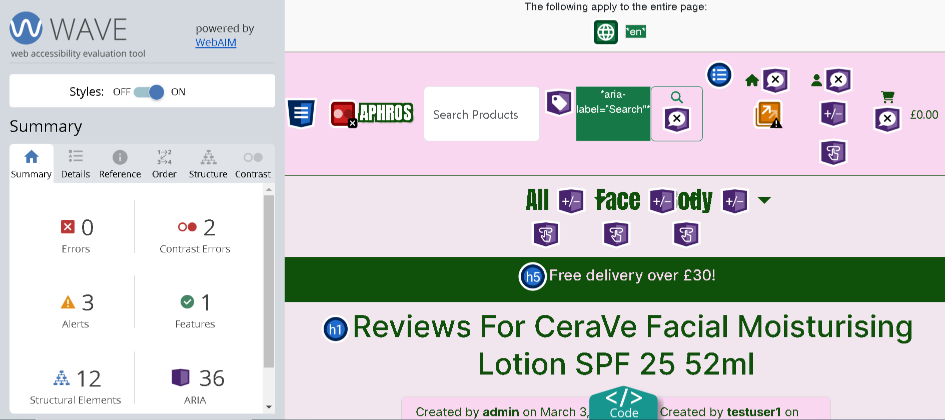 WAVE
web accessibility evaluation tool
powered by
WebAIM
Styles: OFF ON
Summary
Summary Details Reference Order Structure Contrast
0
Errors
2
Contrast Errors
3
Alerts
1
Features
12
Structural Elements
36
ARIA
The following apply to the entire page:
*en*
APHROS
Search Products
*aria-
label="Search"*
£0.00
All +/- Face +/- ody +/-
h5 Free delivery over £30!
h1 Reviews For CeraVe Facial Moisturising
Lotion SPF 25 52ml
Created by admin on March 3,
Created by testuser1 on
</> Code